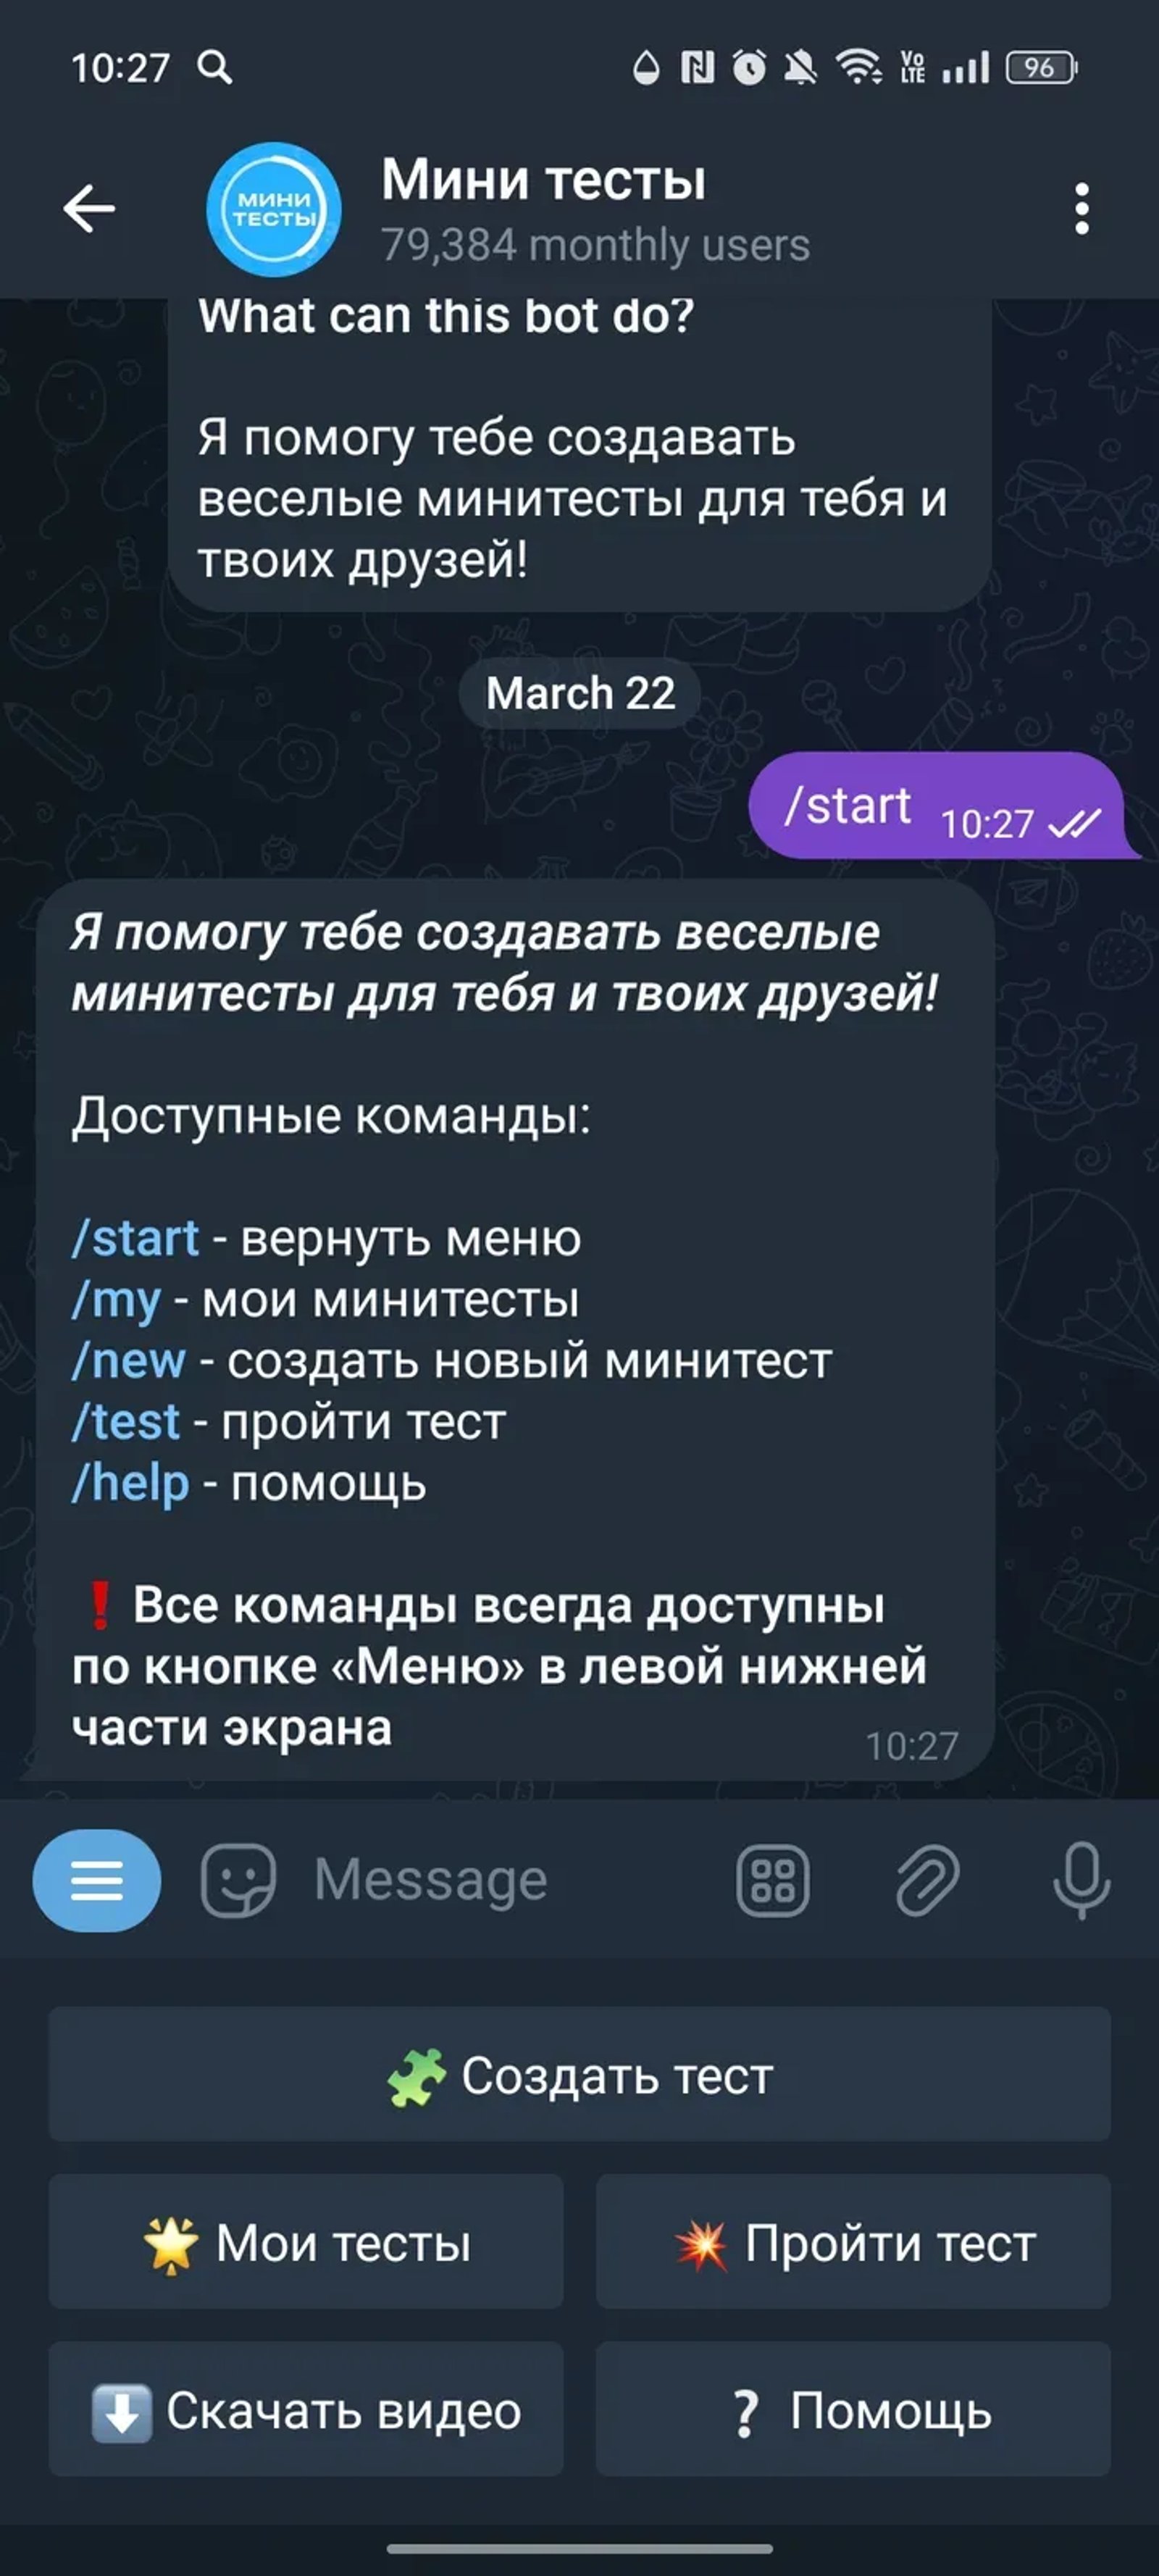 10:27
Vo
LTE
96
МИНИ
ТЕСТЫ
Мини тесты
79,384 monthly users
What can this bot do?
Я помогу тебе создавать
веселые минитесты для тебя и
твоих друзей!
March 22
/start 10:27
Я помогу тебе создавать веселые
минитесты для тебя и твоих друзей!
Доступные команды:
/start - вернуть меню
/my - мои минитесты
/new - создать новый минитест
/test - пройти тест
/help - помощь
❗ Все команды всегда доступны
по кнопке «Меню» в левой нижней
части экрана
10:27
Message
Создать тест
Мои тесты
Пройти тест
Скачать видео
? Помощь